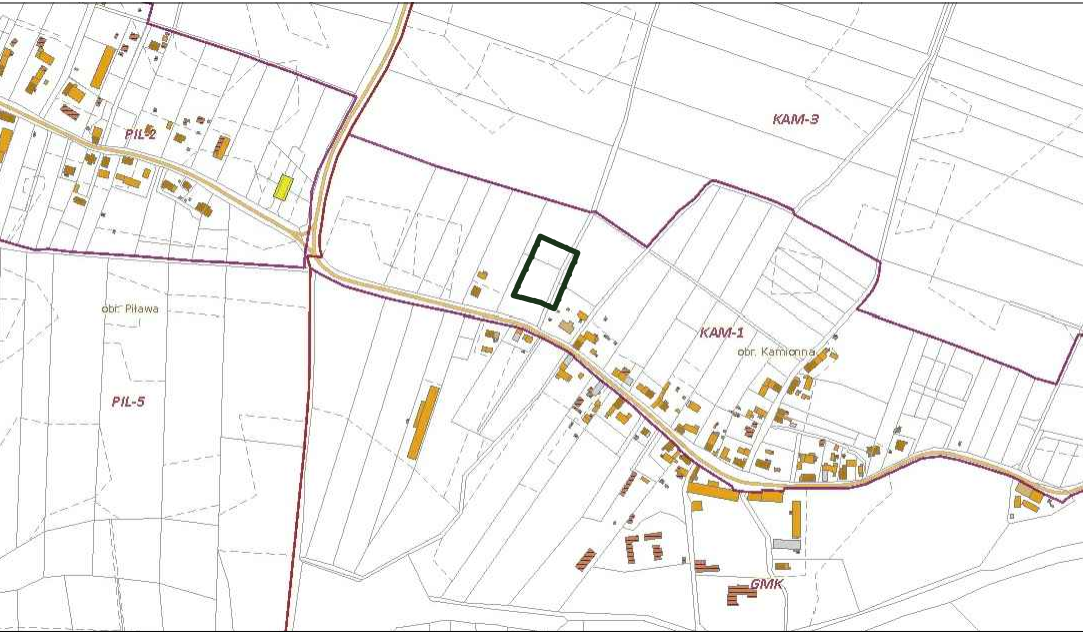 KAM-3
PIL-2
obr. Piława
KAM-1
obr. Kamionna
PIL-5
GMK